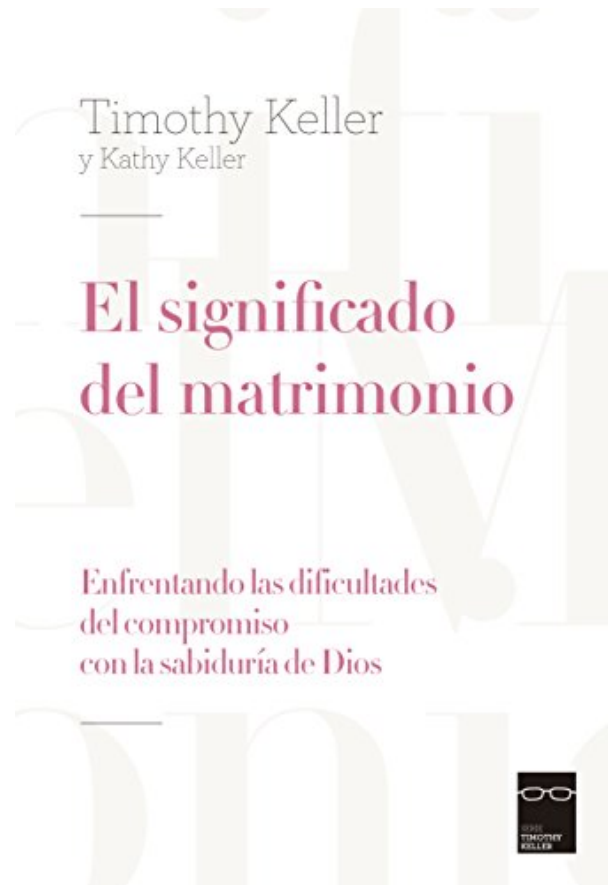 Timothy Keller
y Kathy Keller
El significado
del matrimonio
Enfrentando las dificultades
del compromiso
con la sabiduría de Dios
SERIE
TIMOTHY
KELLER